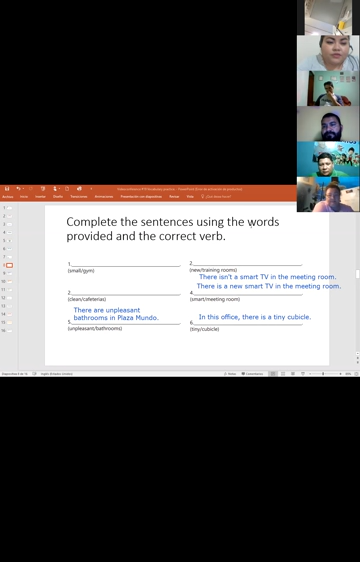 Complete the sentences using the words
provided and the correct verb.
1.
(small/gym)
2.
(new/training rooms)
There isn't a smart TV in the meeting room.
There is a new smart TV in the meeting room.
2.
(clean/cafeterias)
4.
(smart/meeting room)
There are unpleasant
bathrooms in Plaza Mundo.
5.
(unpleasant/bathrooms)
In this office, there is a tiny cubicle.
6.
(tiny/cubicle)